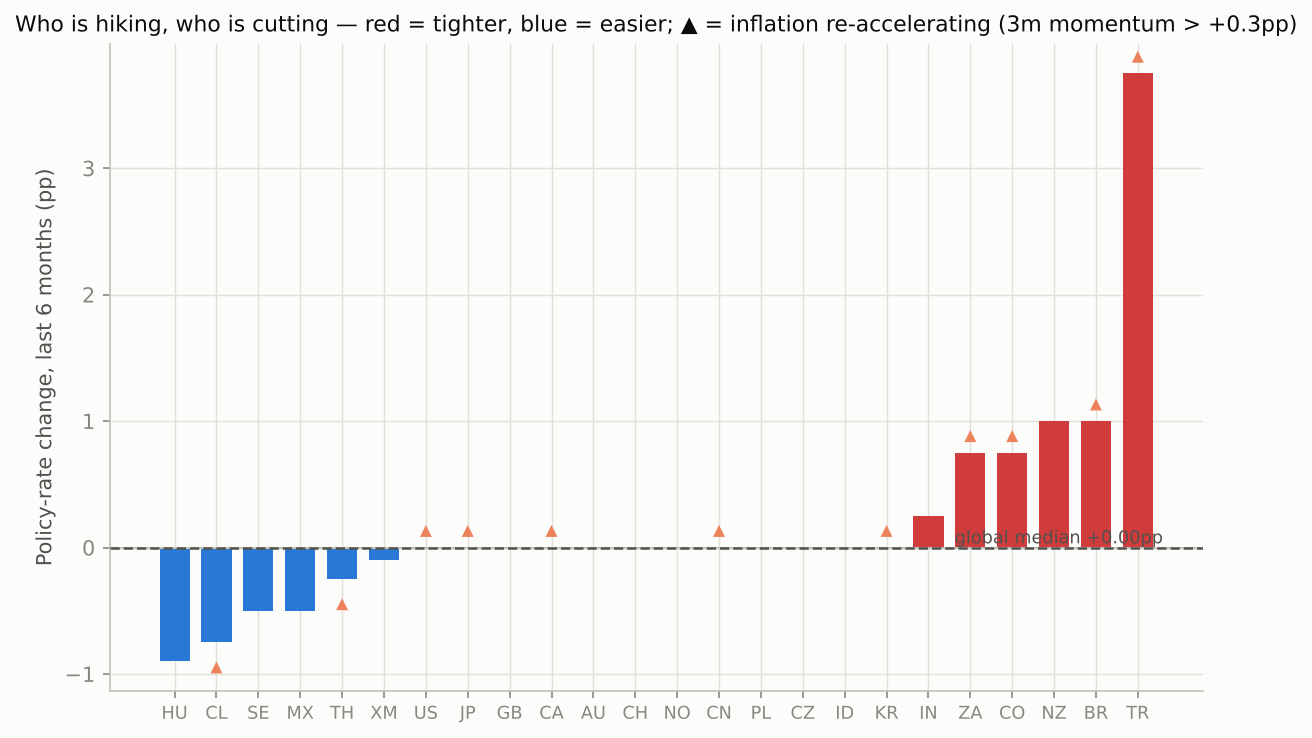 Who is hiking, who is cutting — red = tighter, blue = easier; ▲ = inflation re-accelerating (3m momentum > +0.3pp)
Policy-rate change, last 6 months (pp)
3
2
1
0
−1
global median +0.00pp
HU CL SE MX TH XM US JP GB CA AU CH NO CN PL CZ ID KR IN ZA CO NZ BR TR